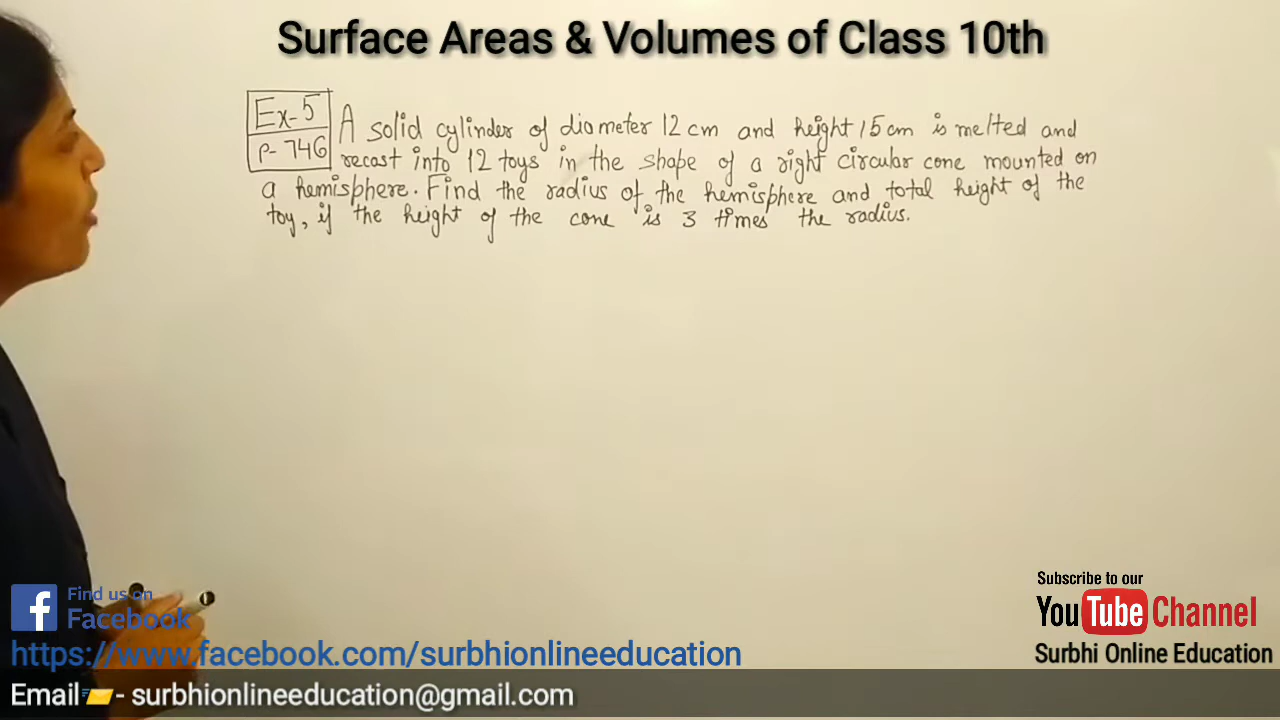 Surface Areas & Volumes of Class 10th
Ex-5
P-746
A solid cylinder of diameter 12 cm and height 15 cm is melted and
recast into 12 toys in the shape of a right circular cone mounted on
a hemisphere. Find the radius of the hemisphere and total height of the
toy, if the height of the cone is 3 times the radius.
Find us on
Facebook
https://www.facebook.com/surbhionlineeducation
Email - surbhionlineeducation@gmail.com
Subscribe to our
YouTube Channel
Surbhi Online Education